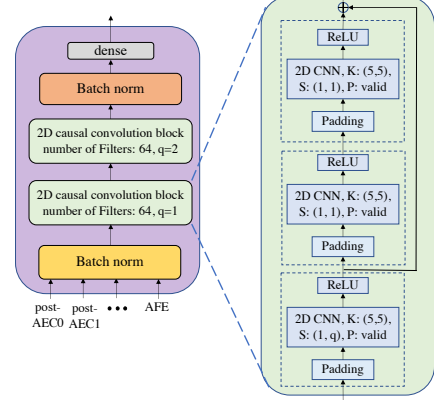 dense
Batch norm
2D causal convolution block
number of Filters: 64, q=2
2D causal convolution block
number of Filters: 64, q=1
Batch norm
post-
AEC0
post-
AEC1
•••
AFE
ReLU
2D CNN, K: (5,5),
S: (1, 1), P: valid
Padding
ReLU
2D CNN, K: (5,5),
S: (1, 1), P: valid
Padding
ReLU
2D CNN, K: (5,5),
S: (1, q), P: valid
Padding